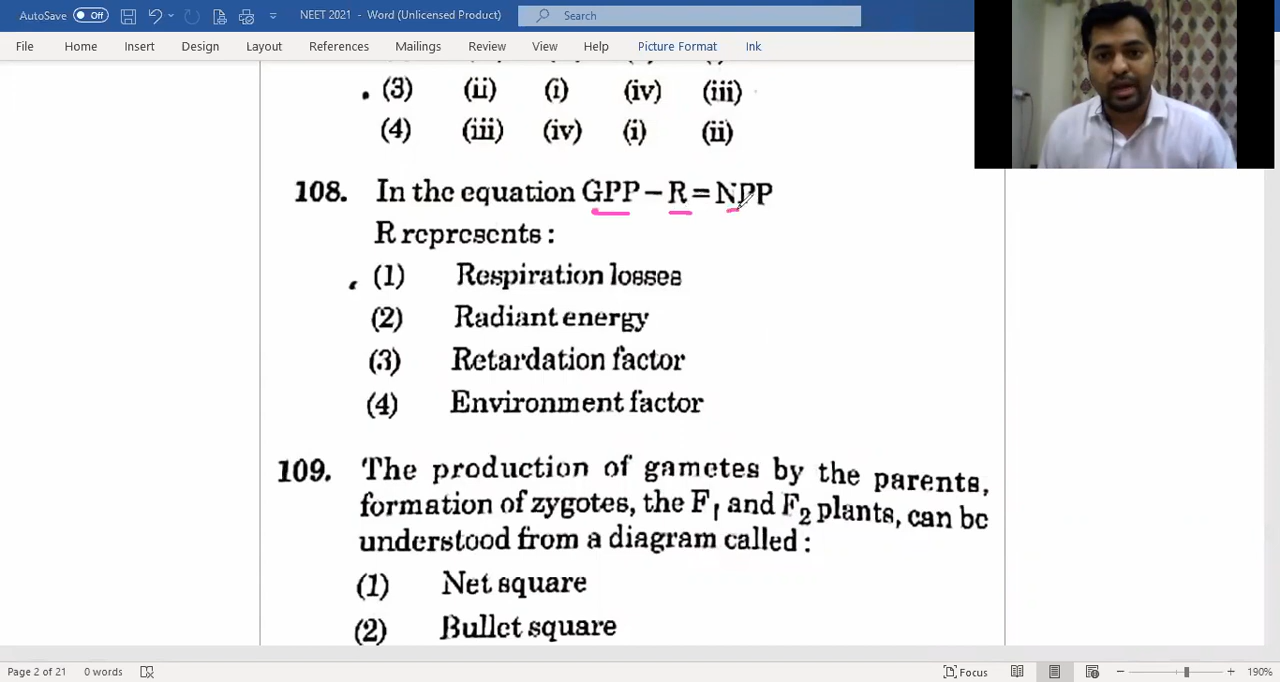 AutoSave Off NEET 2021 - Word (Unlicensed Product) Search
File Home Insert Design Layout References Mailings Review View Help Picture Format Ink
(3) (ii) (i) (iv) (iii)
(4) (iii) (iv) (i) (ii)
108. In the equation GPP – R = NPP
R represents :
(1) Respiration losses
(2) Radiant energy
(3) Retardation factor
(4) Environment factor
109. The production of gametes by the parents,
formation of zygotes, the F1 and F2 plants, can be
understood from a diagram called :
(1) Net square
(2) Bullet square
Page 2 of 21 0 words Focus 190%